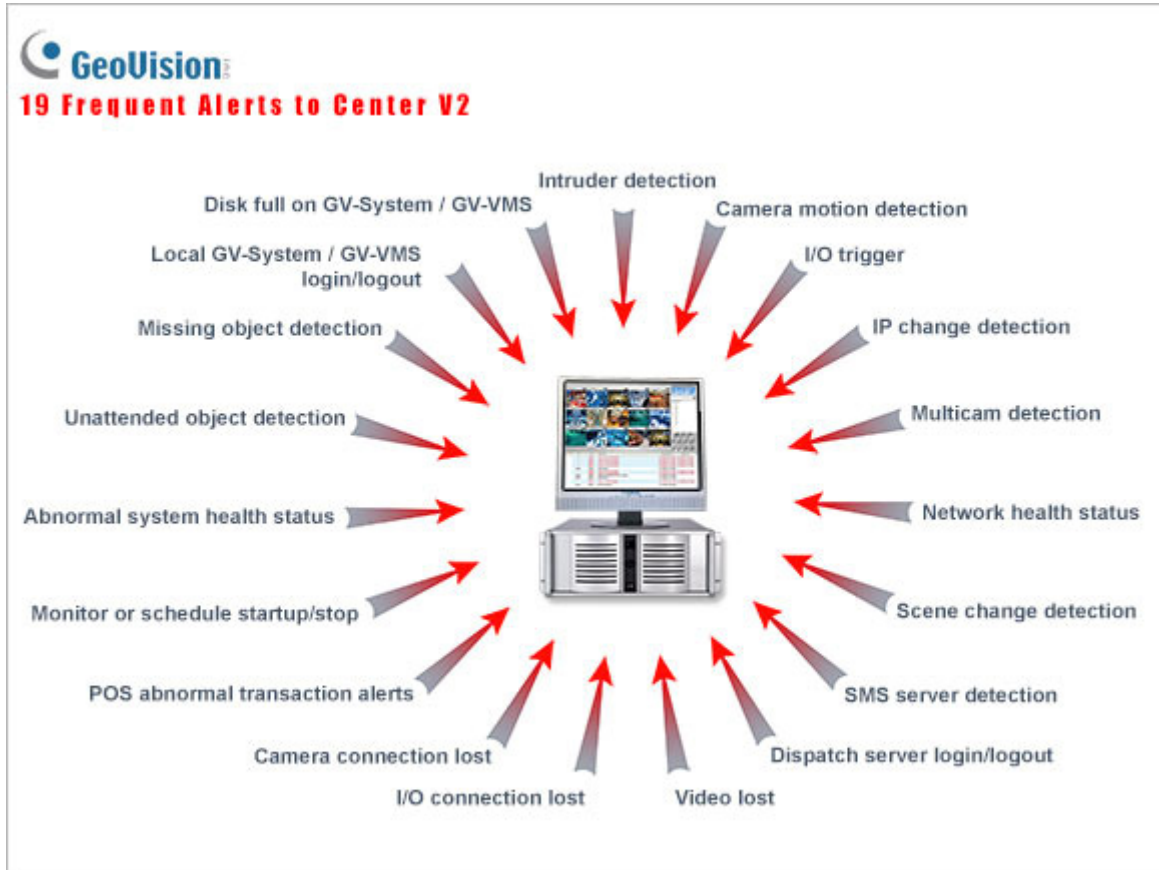 GeoVision
19 Frequent Alerts to Center V2
Intruder detection
Disk full on GV-System / GV-VMS
Camera motion detection
Local GV-System / GV-VMS
login/logout
I/O trigger
Missing object detection
IP change detection
Unattended object detection
Multicam detection
Abnormal system health status
Network health status
Monitor or schedule startup/stop
Scene change detection
POS abnormal transaction alerts
SMS server detection
Camera connection lost
Dispatch server login/logout
I/O connection lost
Video lost